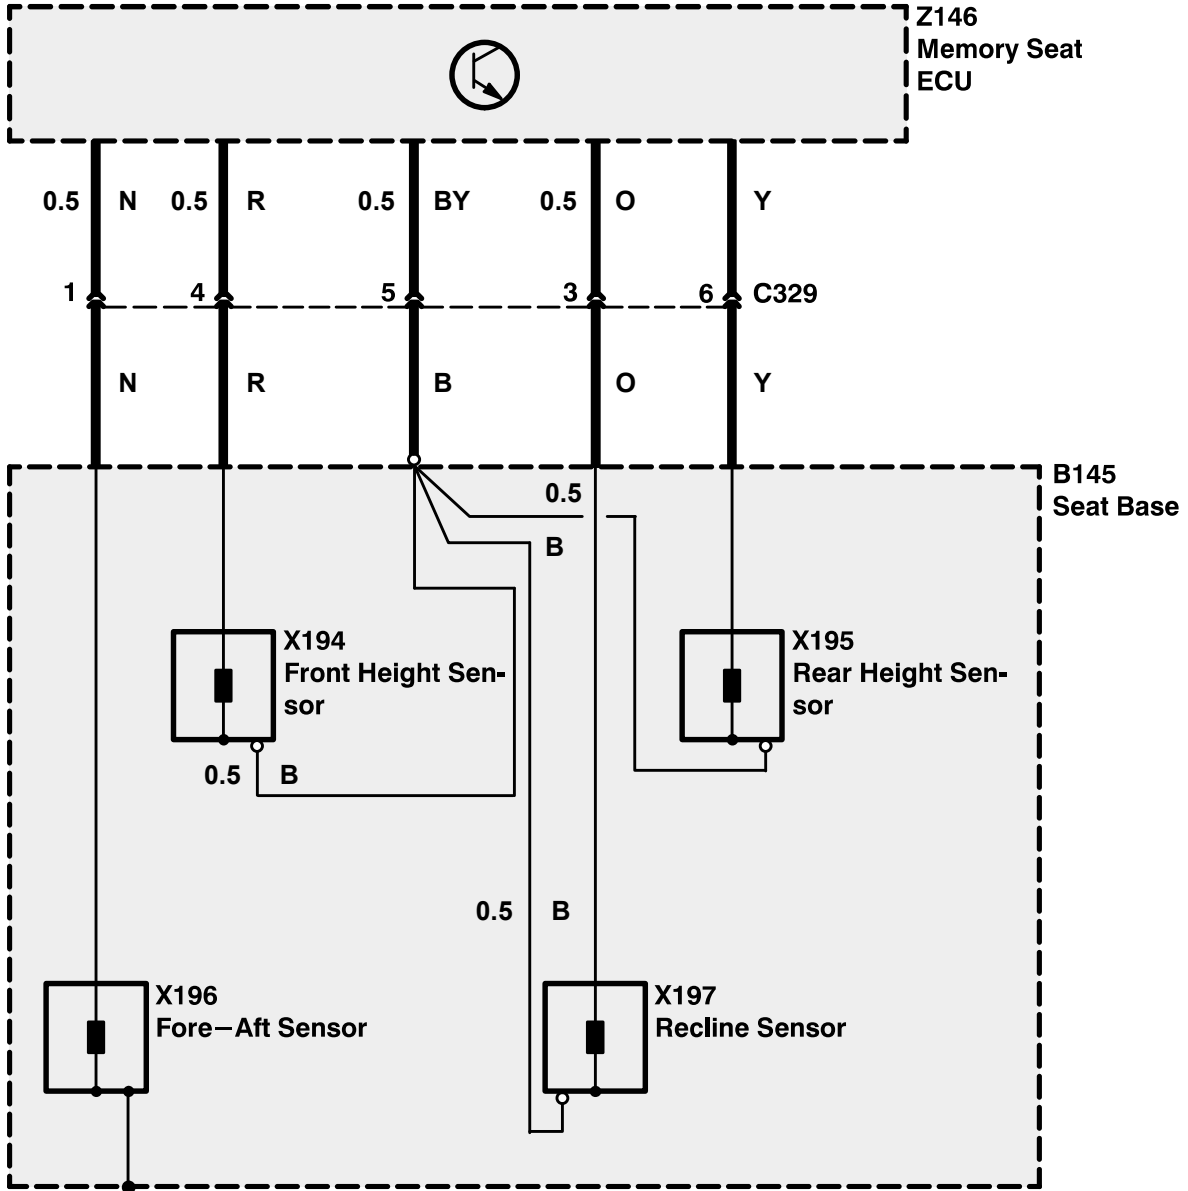 Z146
Memory Seat
ECU
0.5 N 0.5 R 0.5 BY 0.5 O Y
1 4 5 3 6 C329
N R B O Y
B145
Seat Base
0.5
B
X194
Front Height Sen-
sor
X195
Rear Height Sen-
sor
0.5 B
0.5 B
X196
Fore–Aft Sensor
X197
Recline Sensor